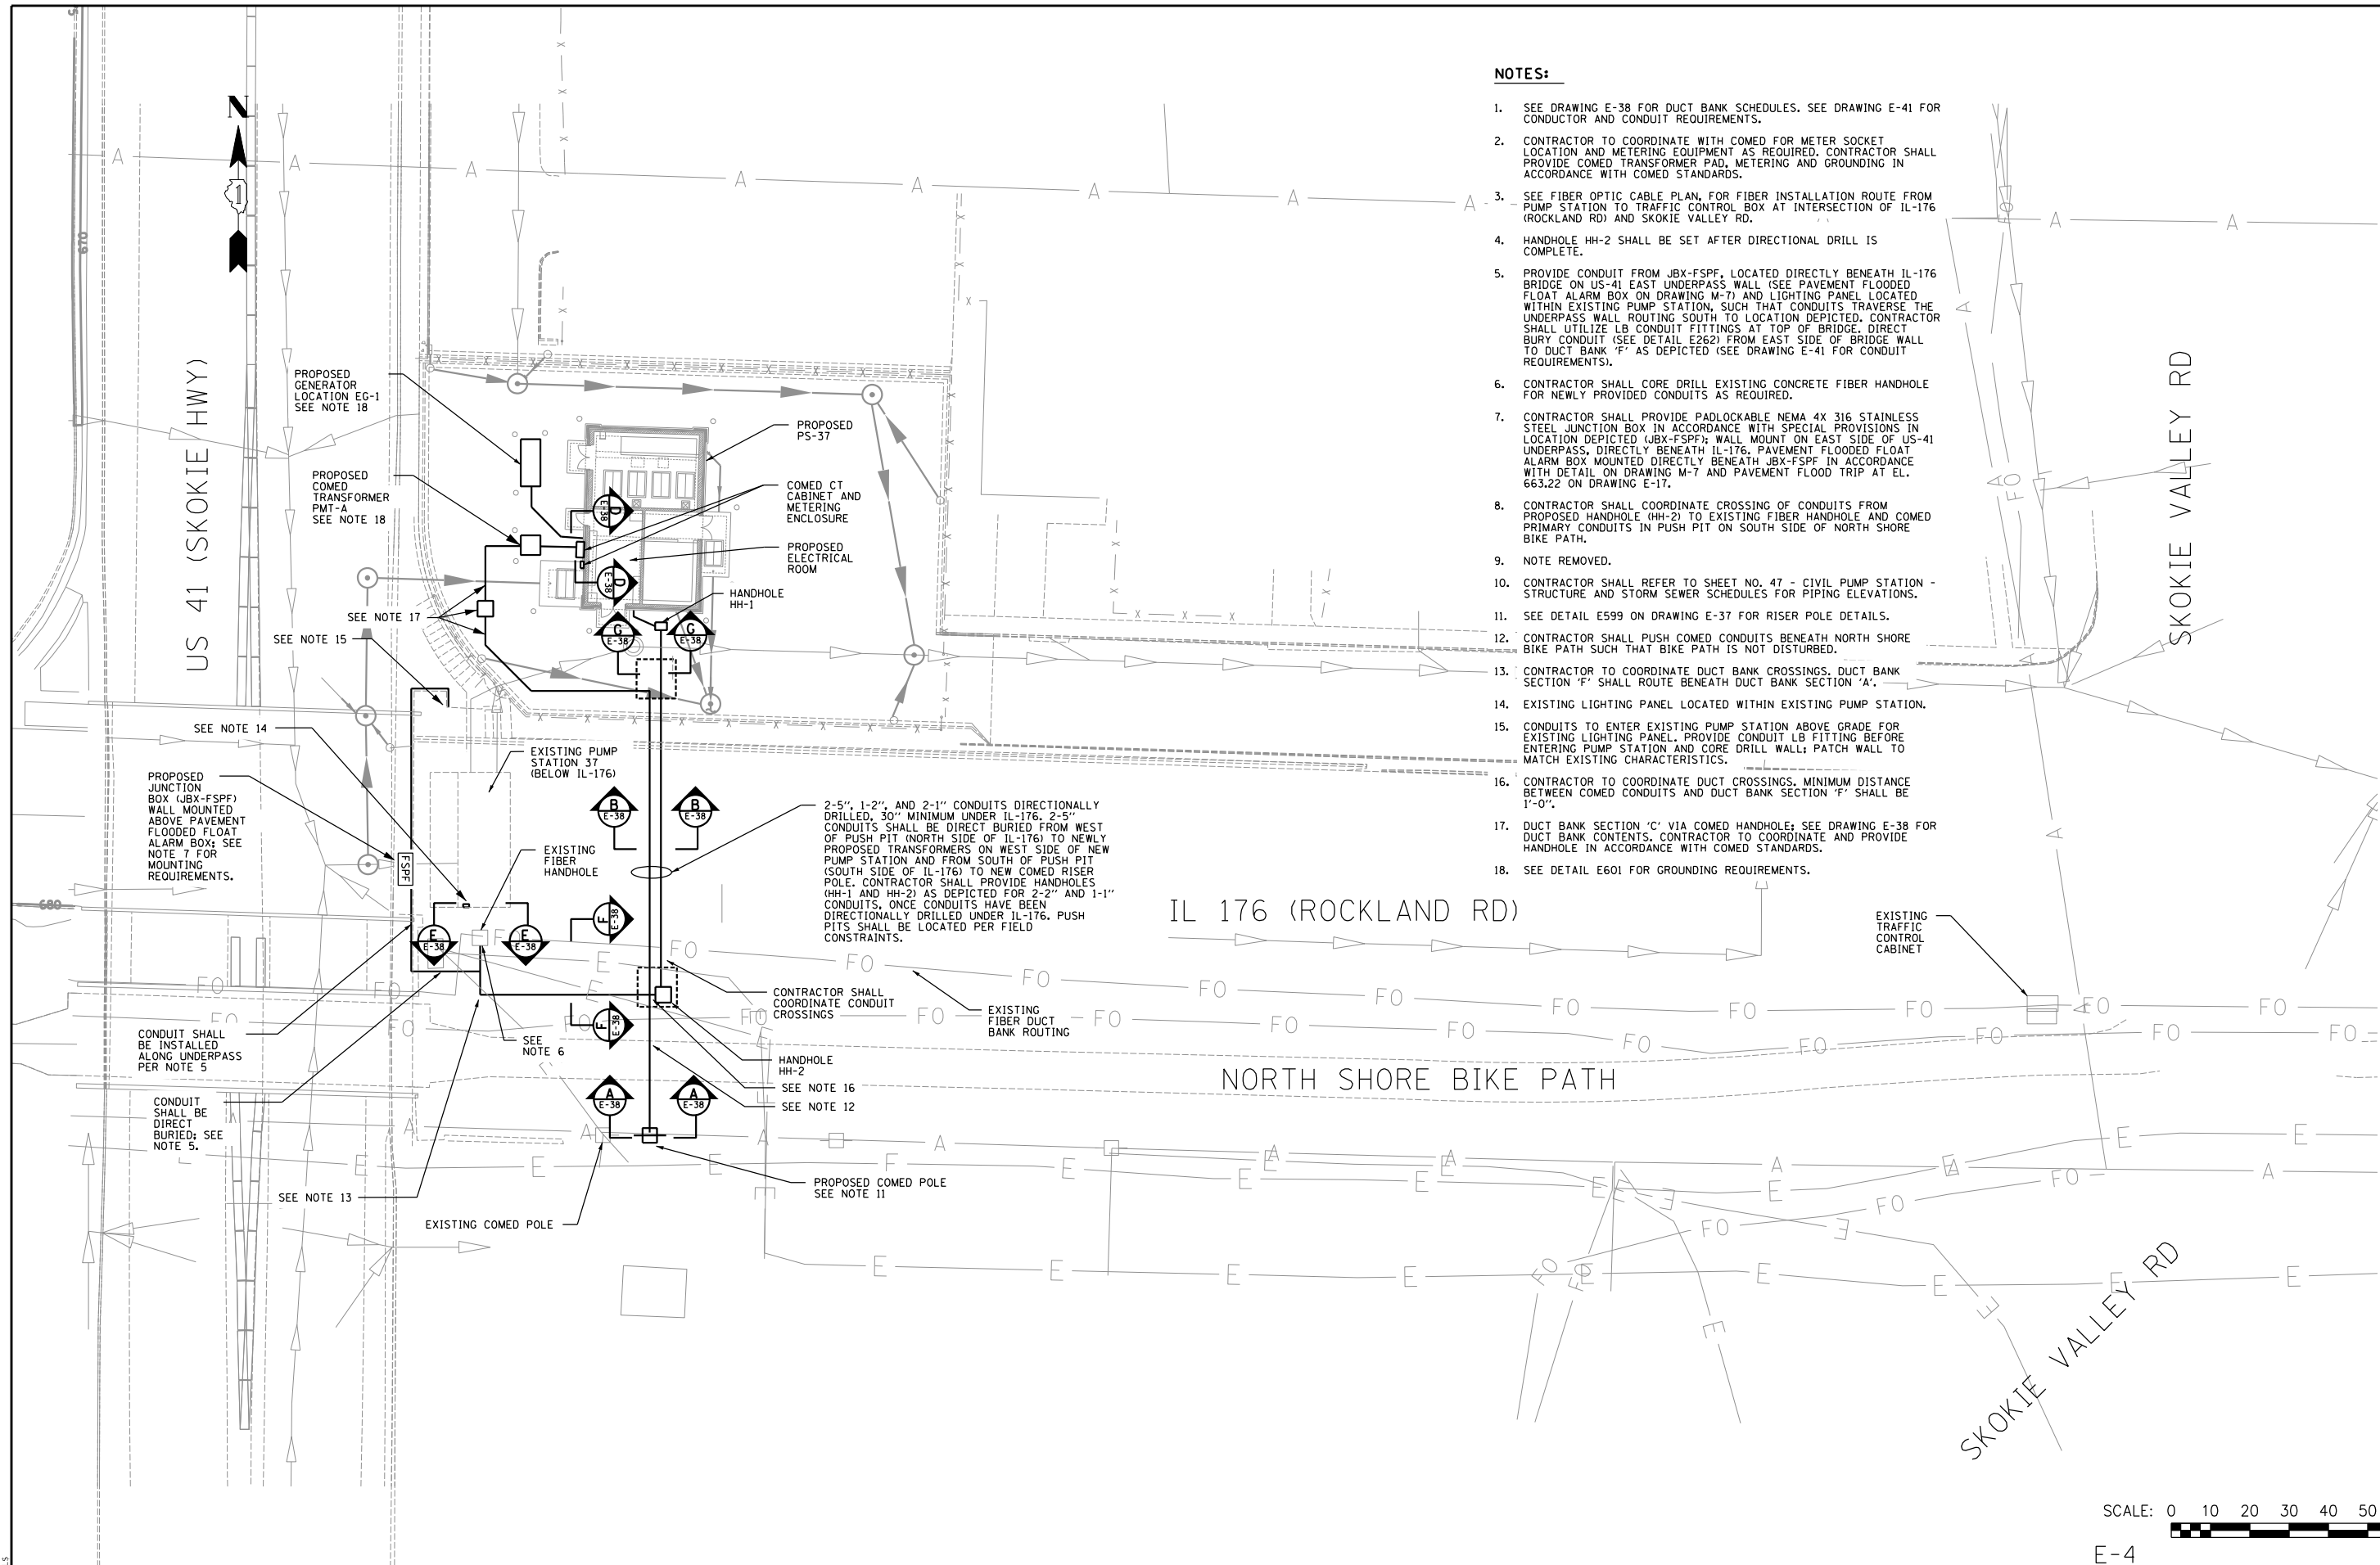 NOTES:
1. SEE DRAWING E-38 FOR DUCT BANK SCHEDULES. SEE DRAWING E-41 FOR
CONDUCTOR AND CONDUIT REQUIREMENTS.
2. CONTRACTOR TO COORDINATE WITH COMED FOR METER SOCKET
LOCATION AND METERING EQUIPMENT AS REQUIRED. CONTRACTOR SHALL
PROVIDE COMED TRANSFORMER PAD, METERING AND GROUNDING IN
ACCORDANCE WITH COMED STANDARDS.
3. SEE FIBER OPTIC CABLE PLAN, FOR FIBER INSTALLATION ROUTE FROM
PUMP STATION TO TRAFFIC CONTROL BOX AT INTERSECTION OF IL-176
(ROCKLAND RD) AND SKOKIE VALLEY RD.
4. HANDHOLE HH-2 SHALL BE SET AFTER DIRECTIONAL DRILL IS
COMPLETE.
5. PROVIDE CONDUIT FROM JBX-FSPF, LOCATED DIRECTLY BENEATH IL-176
BRIDGE ON US-41 EAST UNDERPASS WALL (SEE PAVEMENT FLOODED
FLOAT ALARM BOX ON DRAWING M-7) AND LIGHTING PANEL LOCATED
WITHIN EXISTING PUMP STATION, SUCH THAT CONDUITS TRAVERSE THE
UNDERPASS WALL ROUTING SOUTH TO LOCATION DEPICTED. CONTRACTOR
SHALL UTILIZE LB CONDUIT FITTINGS AT TOP OF BRIDGE. DIRECT
BURY CONDUIT (SEE DETAIL E262) FROM EAST SIDE OF BRIDGE WALL
TO DUCT BANK 'F' AS DEPICTED (SEE DRAWING E-41 FOR CONDUIT
REQUIREMENTS).
6. CONTRACTOR SHALL CORE DRILL EXISTING CONCRETE FIBER HANDHOLE
FOR NEWLY PROVIDED CONDUITS AS REQUIRED.
7. CONTRACTOR SHALL PROVIDE PADLOCKABLE NEMA 4X 316 STAINLESS
STEEL JUNCTION BOX IN ACCORDANCE WITH SPECIAL PROVISIONS IN
LOCATION DEPICTED (JBX-FSPF); WALL MOUNT ON EAST SIDE OF US-41
UNDERPASS, DIRECTLY BENEATH IL-176. PAVEMENT FLOODED FLOAT
ALARM BOX MOUNTED DIRECTLY BENEATH JBX-FSPF IN ACCORDANCE
WITH DETAIL ON DRAWING M-7 AND PAVEMENT FLOOD TRIP AT EL.
663.22 ON DRAWING E-17.
8. CONTRACTOR SHALL COORDINATE CROSSING OF CONDUITS FROM
PROPOSED HANDHOLE (HH-2) TO EXISTING FIBER HANDHOLE AND COMED
PRIMARY CONDUITS IN PUSH PIT ON SOUTH SIDE OF NORTH SHORE
BIKE PATH.
9. NOTE REMOVED.
10. CONTRACTOR SHALL REFER TO SHEET NO. 47 - CIVIL PUMP STATION -
STRUCTURE AND STORM SEWER SCHEDULES FOR PIPING ELEVATIONS.
11. SEE DETAIL E599 ON DRAWING E-37 FOR RISER POLE DETAILS.
12. CONTRACTOR SHALL PUSH COMED CONDUITS BENEATH NORTH SHORE
BIKE PATH SUCH THAT BIKE PATH IS NOT DISTURBED.
13. CONTRACTOR TO COORDINATE DUCT BANK CROSSINGS. DUCT BANK
SECTION 'F' SHALL ROUTE BENEATH DUCT BANK SECTION 'A'.
14. EXISTING LIGHTING PANEL LOCATED WITHIN EXISTING PUMP STATION.
15. CONDUITS TO ENTER EXISTING PUMP STATION ABOVE GRADE FOR
EXISTING LIGHTING PANEL. PROVIDE CONDUIT LB FITTING BEFORE
ENTERING PUMP STATION AND CORE DRILL WALL; PATCH WALL TO
MATCH EXISTING CHARACTERISTICS.
16. CONTRACTOR TO COORDINATE DUCT CROSSINGS. MINIMUM DISTANCE
BETWEEN COMED CONDUITS AND DUCT BANK SECTION 'F' SHALL BE
1'-0".
17. DUCT BANK SECTION 'C' VIA COMED HANDHOLE; SEE DRAWING E-38 FOR
DUCT BANK CONTENTS. CONTRACTOR TO COORDINATE AND PROVIDE
HANDHOLE IN ACCORDANCE WITH COMED STANDARDS.
18. SEE DETAIL E601 FOR GROUNDING REQUIREMENTS.
N
1
670
US 41 (SKOKIE HWY)
PROPOSED
GENERATOR
LOCATION EG-1
SEE NOTE 18
PROPOSED
COMED
TRANSFORMER
PMT-A
SEE NOTE 18
PROPOSED
PS-37
COMED CT
CABINET AND
METERING
ENCLOSURE
PROPOSED
ELECTRICAL
ROOM
HANDHOLE
HH-1
D
E-38
D
E-38
G
E-38
G
E-38
SEE NOTE 17
SEE NOTE 15
SEE NOTE 14
EXISTING PUMP
STATION 37
(BELOW IL-176)
PROPOSED
JUNCTION
BOX (JBX-FSPF)
WALL MOUNTED
ABOVE PAVEMENT
FLOODED FLOAT
ALARM BOX; SEE
NOTE 7 FOR
MOUNTING
REQUIREMENTS.
FSPF
B
E-38
B
E-38
EXISTING
FIBER
HANDHOLE
2-5", 1-2", AND 2-1" CONDUITS DIRECTIONALLY
DRILLED, 30" MINIMUM UNDER IL-176. 2-5"
CONDUITS SHALL BE DIRECT BURIED FROM WEST
OF PUSH PIT (NORTH SIDE OF IL-176) TO NEWLY
PROPOSED TRANSFORMERS ON WEST SIDE OF NEW
PUMP STATION AND FROM SOUTH OF PUSH PIT
(SOUTH SIDE OF IL-176) TO NEW COMED RISER
POLE. CONTRACTOR SHALL PROVIDE HANDHOLES
(HH-1 AND HH-2) AS DEPICTED FOR 2-2" AND 1-1"
CONDUITS, ONCE CONDUITS HAVE BEEN
DIRECTIONALLY DRILLED UNDER IL-176. PUSH
PITS SHALL BE LOCATED PER FIELD
CONSTRAINTS.
680
E
E-38
E
E-38
F
E-38
F
E-38
IL 176 (ROCKLAND RD)
EXISTING
TRAFFIC
CONTROL
CABINET
SKOKIE VALLEY RD
CONTRACTOR SHALL
COORDINATE CONDUIT
CROSSINGS
EXISTING
FIBER DUCT
BANK ROUTING
CONDUIT SHALL
BE INSTALLED
ALONG UNDERPASS
PER NOTE 5
SEE
NOTE 6
HANDHOLE
HH-2
SEE NOTE 16
SEE NOTE 12
NORTH SHORE BIKE PATH
CONDUIT
SHALL BE
DIRECT
BURIED; SEE
NOTE 5.
A
E-38
A
E-38
SEE NOTE 13
PROPOSED COMED POLE
SEE NOTE 11
EXISTING COMED POLE
SKOKIE VALLEY RD
SCALE: 0 10 20 30 40 50
E-4